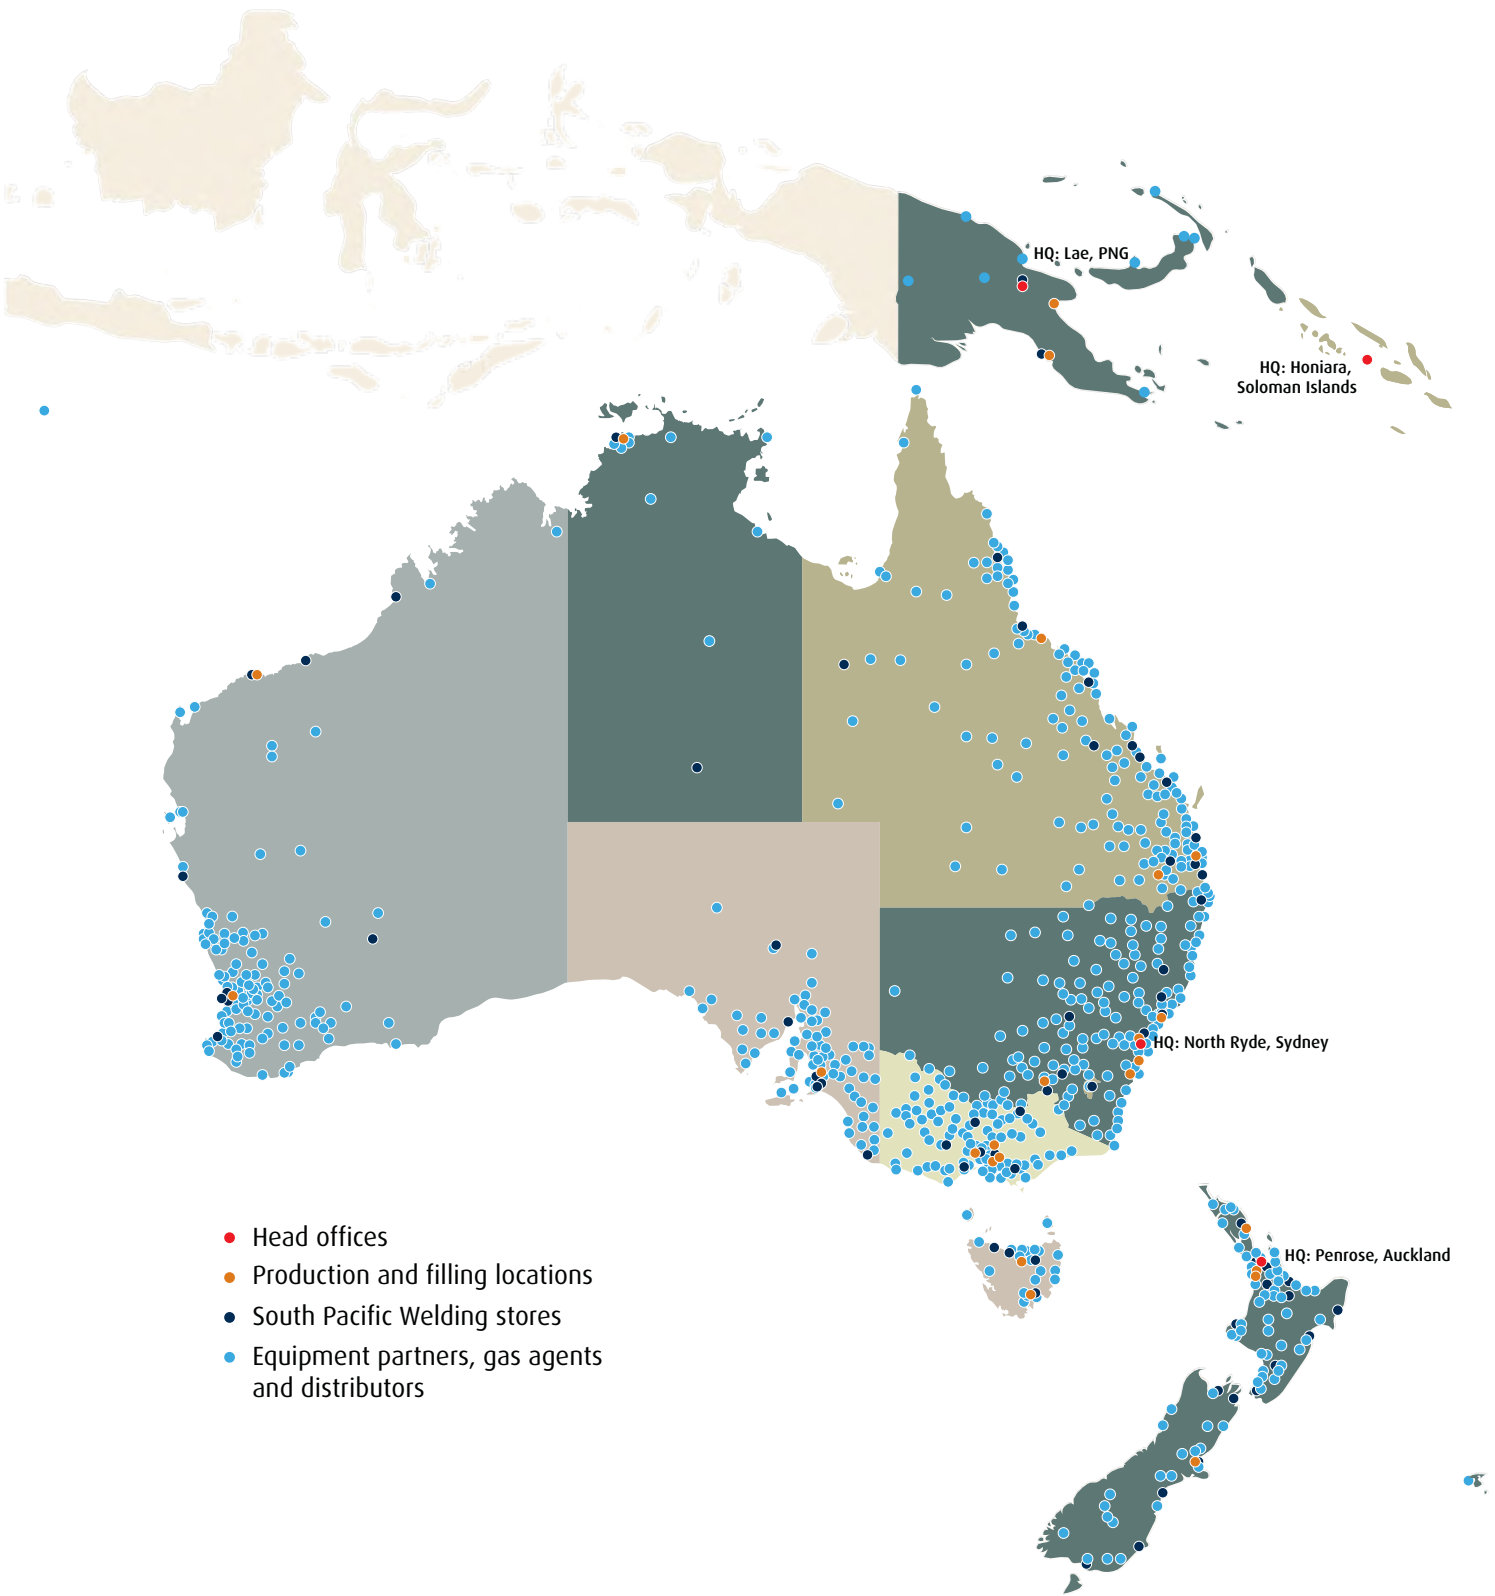 HQ: Lae, PNG
HQ: Honiara,
Soloman Islands
HQ: North Ryde, Sydney
HQ: Penrose, Auckland
Head offices
Production and filling locations
South Pacific Welding stores
Equipment partners, gas agents
and distributors